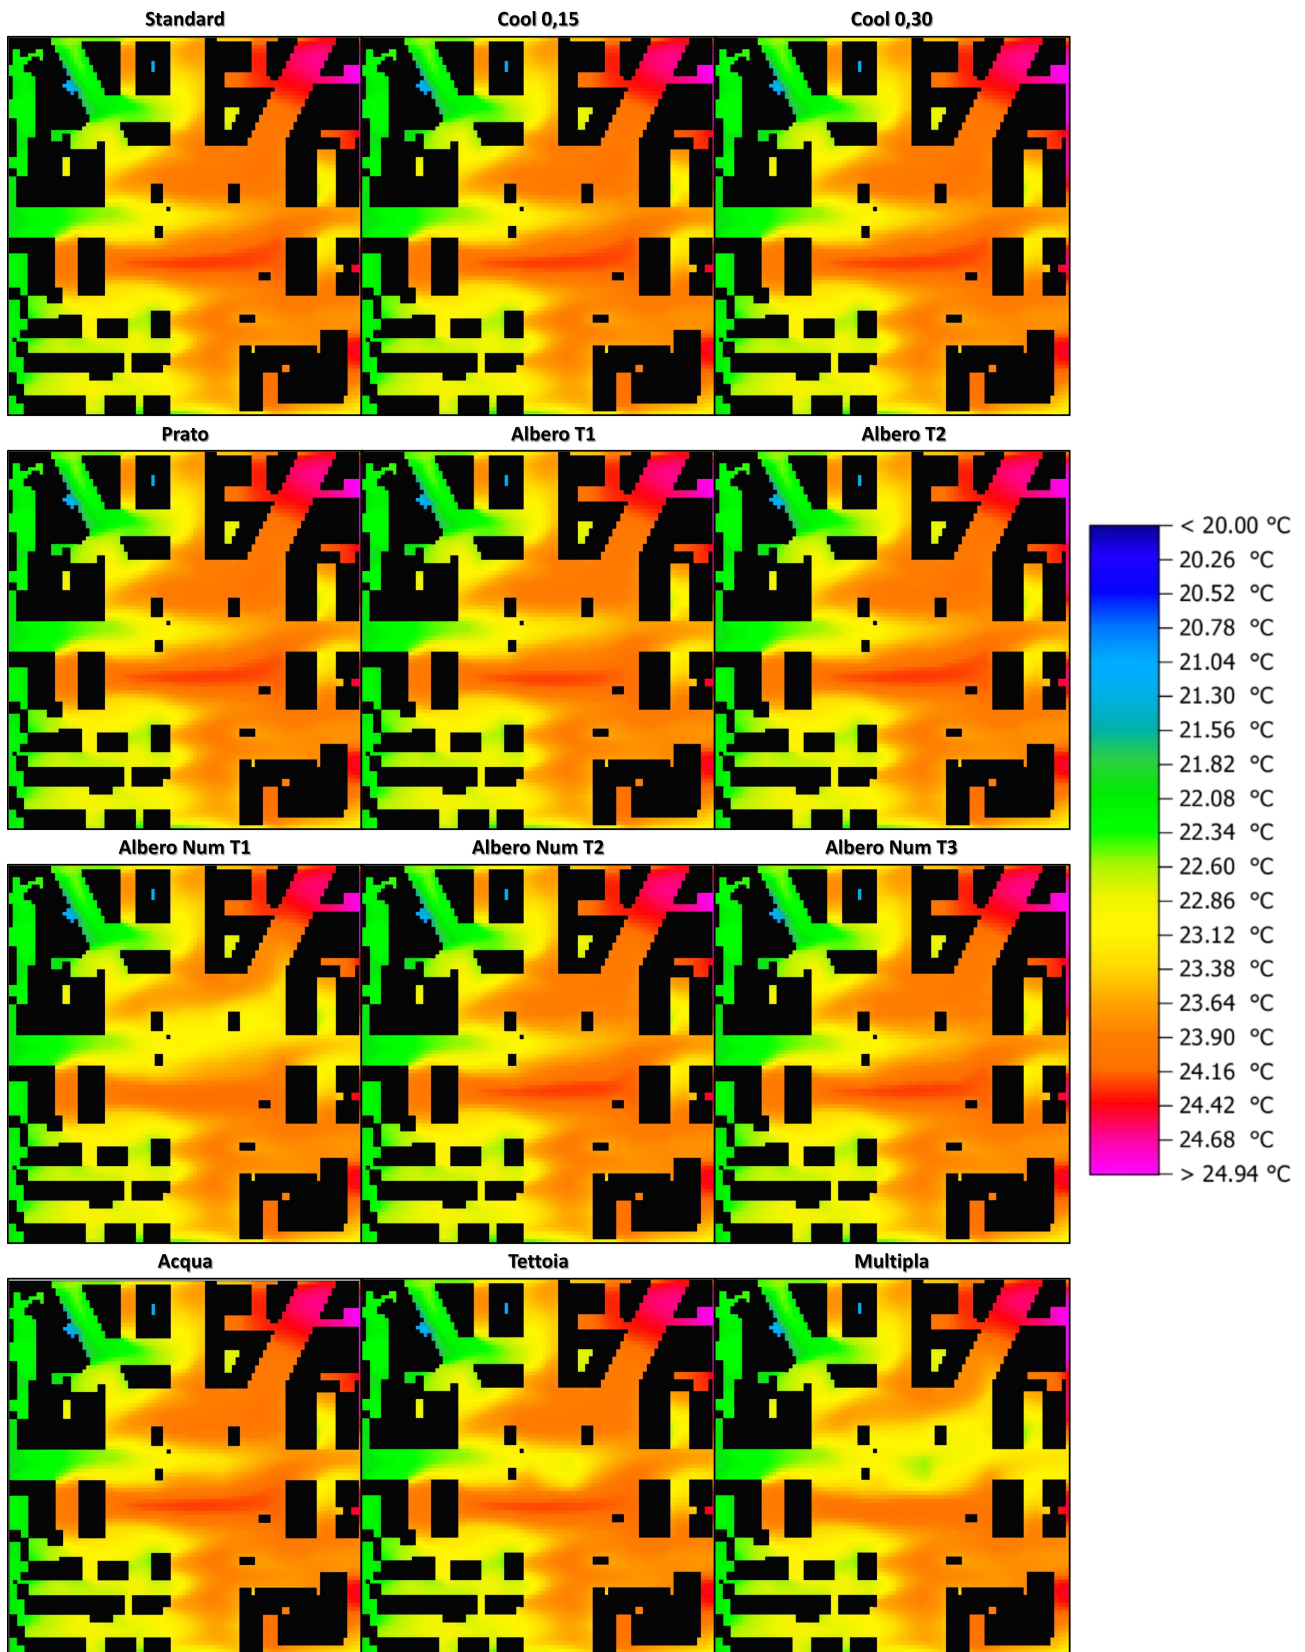 Standard
Cool 0,15
Cool 0,30
Prato
Albero T1
Albero T2
Albero Num T1
Albero Num T2
Albero Num T3
Acqua
Tettoia
Multipla
< 20.00 °C
20.26 °C
20.52 °C
20.78 °C
21.04 °C
21.30 °C
21.56 °C
21.82 °C
22.08 °C
22.34 °C
22.60 °C
22.86 °C
23.12 °C
23.38 °C
23.64 °C
23.90 °C
24.16 °C
24.42 °C
24.68 °C
> 24.94 °C